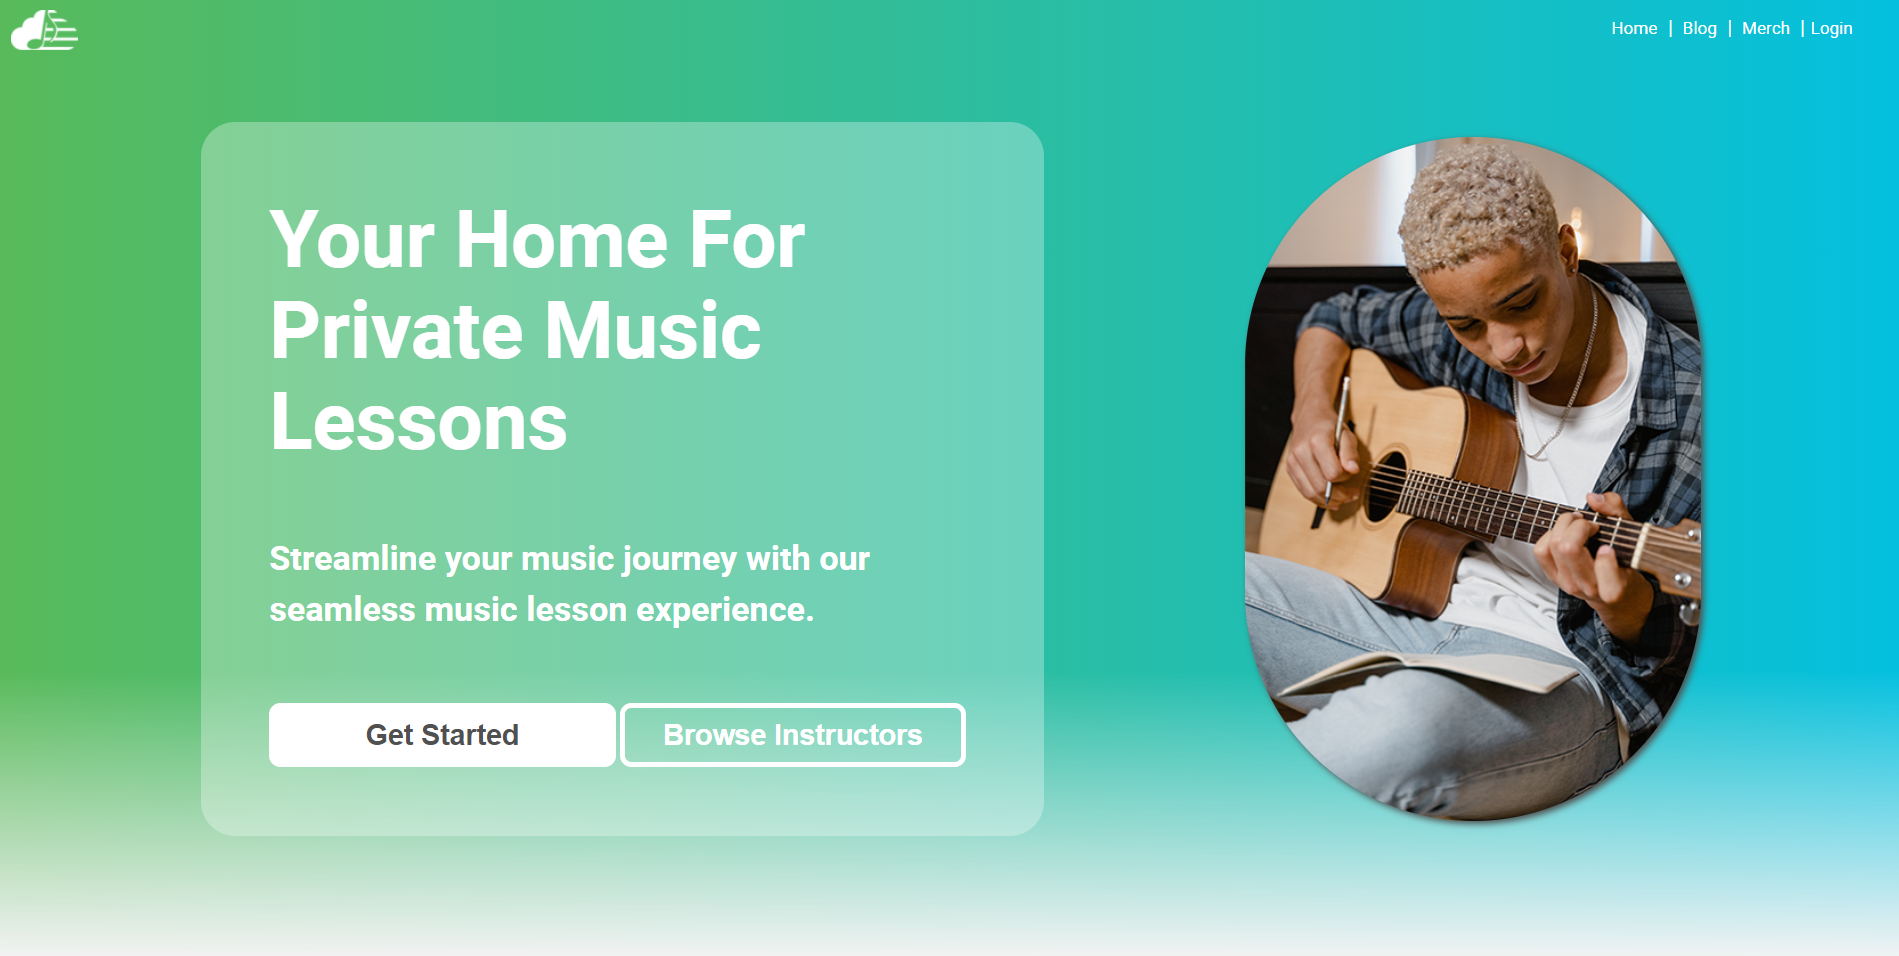 Home | Blog | Merch | Login
Your Home For
Private Music
Lessons
Streamline your music journey with our
seamless music lesson experience.
Get Started
Browse Instructors